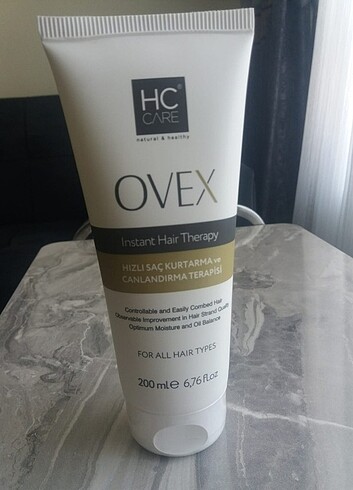 HC®
CARE
natural & healthy
OVEX
Instant Hair Therapy
HIZLI SAÇ KURTARMA ve
CANLANDIRMA TERAPİSİ
Controllable and Easily Combed Hair
Observable Improvement in Hair Strand Quality
Optimum Moisture and Oil Balance
FOR ALL HAIR TYPES
200 ml e 6,76 fl.oz